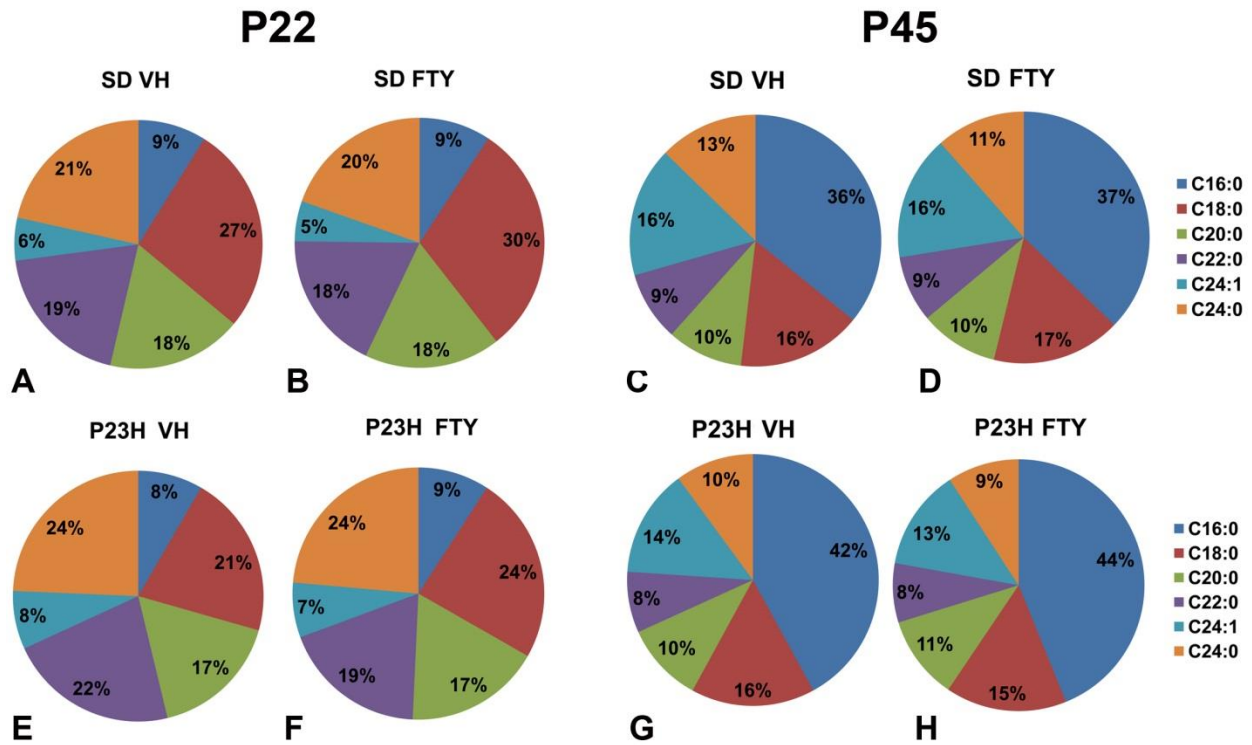 P22
P45
SD VH
SD FTY
SD VH
SD FTY
9%
27%
18%
19%
6%
21%
9%
30%
18%
18%
5%
20%
36%
16%
10%
9%
16%
13%
37%
17%
10%
9%
16%
11%
C16:0
C18:0
C20:0
C22:0
C24:1
C24:0
A
B
C
D
P23H VH
P23H FTY
P23H VH
P23H FTY
8%
21%
17%
22%
8%
24%
9%
24%
17%
19%
7%
24%
42%
16%
10%
8%
14%
10%
44%
15%
11%
8%
13%
9%
C16:0
C18:0
C20:0
C22:0
C24:1
C24:0
E
F
G
H